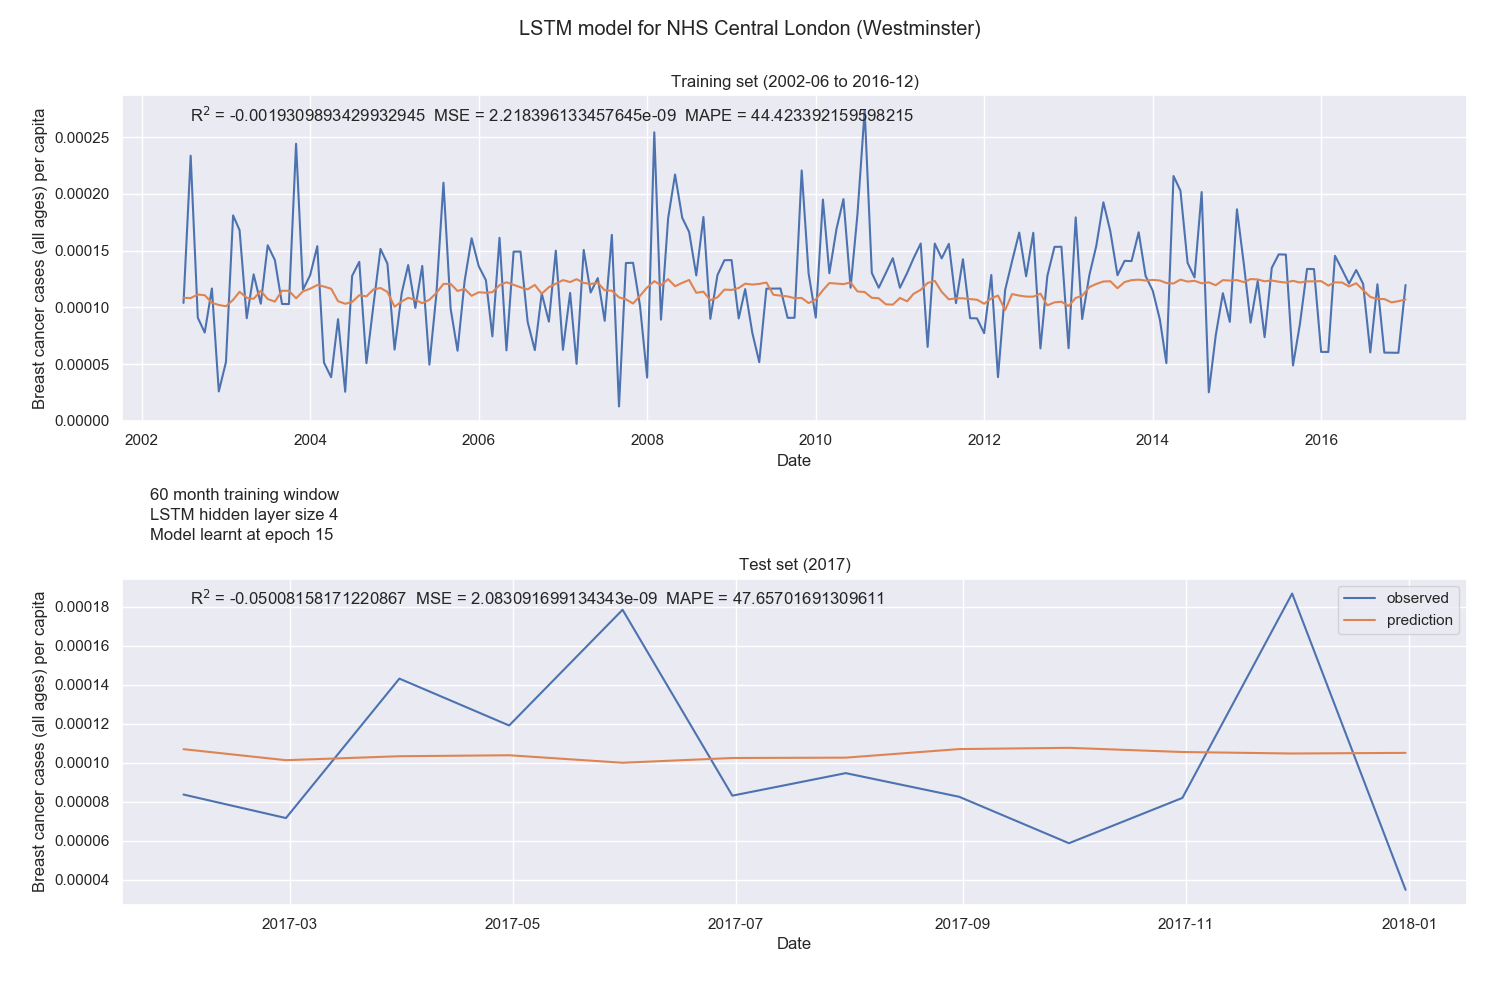 LSTM model for NHS Central London (Westminster)
Training set (2002-06 to 2016-12)
R² = -0.0019309893429932945  MSE = 2.218396133457645e-09  MAPE = 44.423392159598215
Breast cancer cases (all ages) per capita
0.00025
0.00020
0.00015
0.00010
0.00005
0.00000
2002 2004 2006 2008 2010 2012 2014 2016
Date
60 month training window
LSTM hidden layer size 4
Model learnt at epoch 15
Test set (2017)
R² = -0.05008158171220867  MSE = 2.083091699134343e-09  MAPE = 47.65701691309611
observed
prediction
Breast cancer cases (all ages) per capita
0.00018
0.00016
0.00014
0.00012
0.00010
0.00008
0.00006
0.00004
2017-03 2017-05 2017-07 2017-09 2017-11 2018-01
Date